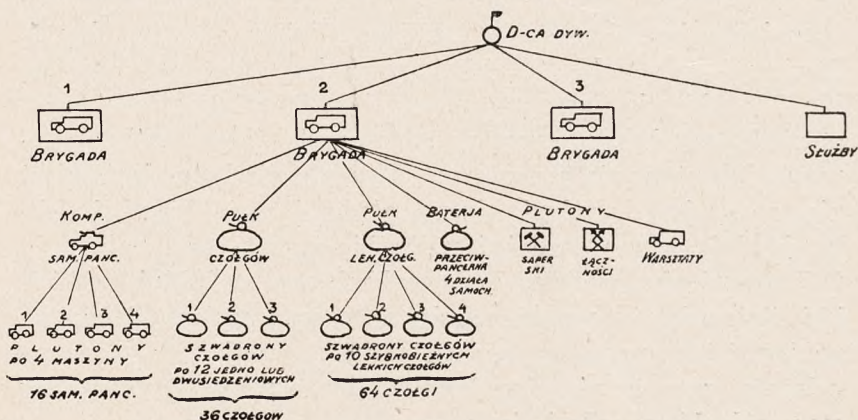 D-CA DYW.
1
2
3
BRYGADA
BRYGADA
BRYGADA
SŁUŻBY
KOMP.
SAM. PANC.
PUŁK
CZOŁGÓW
PUŁK
LEK. CZOŁG.
BATERJA
PRZECIW-
PANCERNA
4 DZIAŁA
SAMOCH.
PLUTONY
SAPER
SKI
ŁĄCZ-
NOŚCI
WARSZTATY
1 2 3 4
PLUTONY
PO 4 MASZYNY
16 SAM. PANC.
1 2 3
SZWADRONY
CZOŁGÓW
PO 12 JEDNO LUB
DWUSIEDZENIOWYCH
36 CZOŁGOW
1 2 3 4
SZWADRONY CZOŁGÓW
PO 10 SZYBKOBIEŻNYCH
LEKKICH CZOŁGÓW
64 CZOŁGI